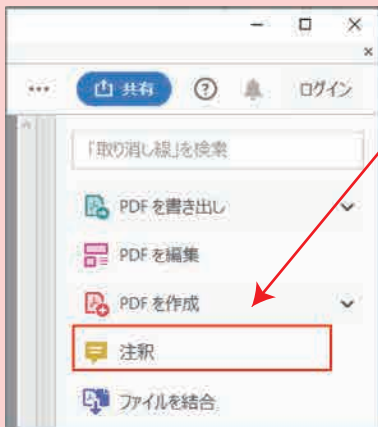 共有
ログイン
「取り消し線」を検索
PDF を書き出し
PDF を編集
PDF を作成
注釈
ファイルを結合